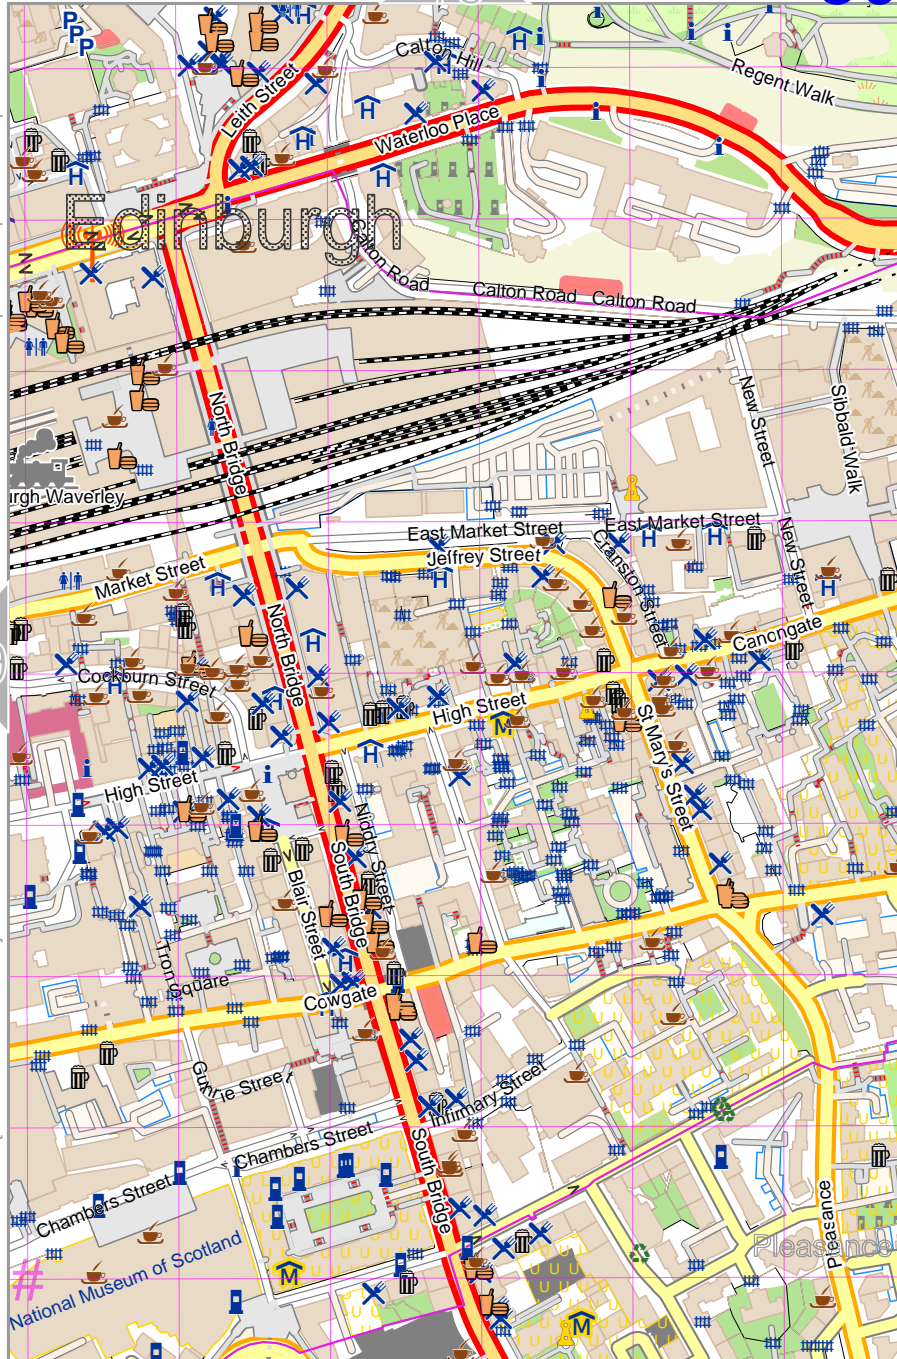 P
P
P
Calton Hill
Regent Walk
Leith Street
Waterloo Place
Edinburgh
Calton Road
Calton Road
Calton Road
North Bridge
New Street
Sibbald Walk
urgh Waverley
East Market Street
East Market Street
Jeffrey Street
Cranston Street
New Street
Market Street
North Bridge
Canongate
Cockburn Street
High Street
St Mary's Street
High Street
Niddry Street
South Bridge
Blair Street
Tron Square
Cowgate
Guthrie Street
Infirmary Street
Chambers Street
South Bridge
Chambers Street
Pleasance
Pleasance
National Museum of Scotland
#